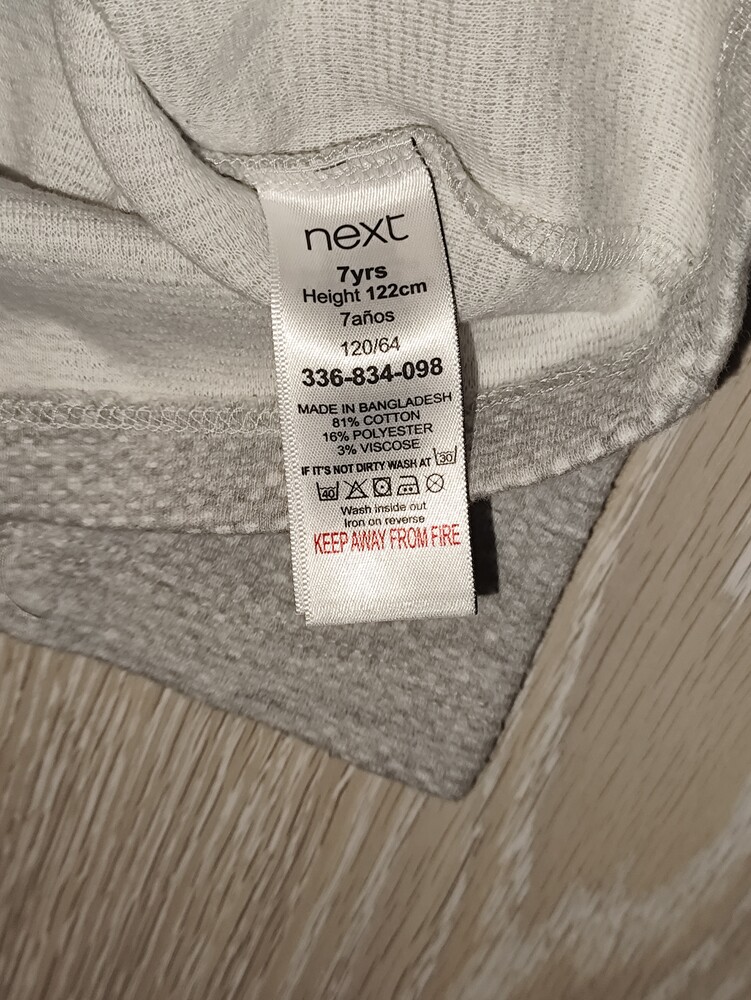 next
7yrs
Height 122cm
7años
120/64
336-834-098
MADE IN BANGLADESH
81% COTTON
16% POLYESTER
3% VISCOSE
IF IT'S NOT DIRTY WASH AT 30
40
Wash inside out
Iron on reverse
KEEP AWAY FROM FIRE